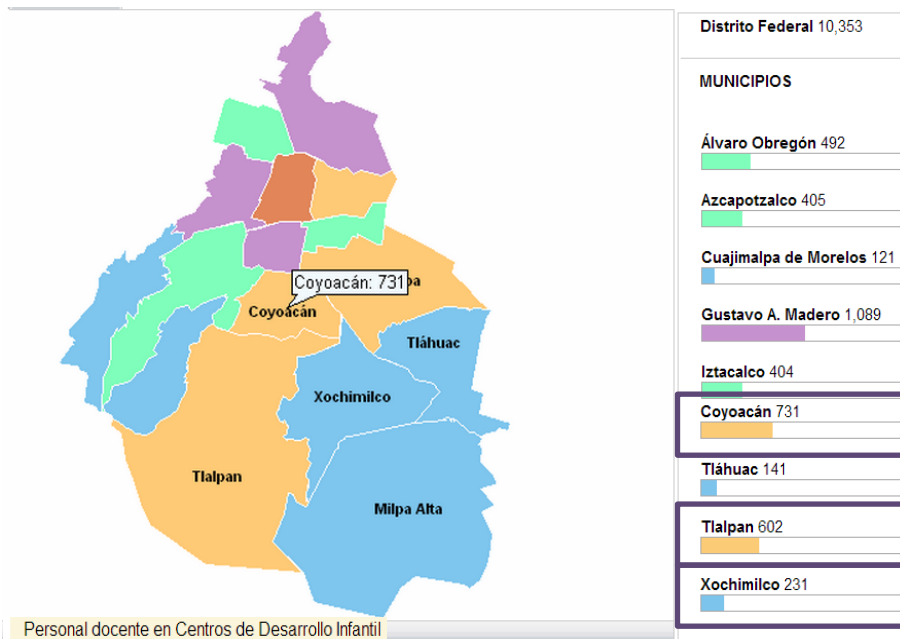 Distrito Federal 10,353
MUNICIPIOS
Álvaro Obregón 492
Azcapotzalco 405
Cuajimalpa de Morelos 121
Gustavo A. Madero 1,089
Iztacalco 404
Coyoacán 731
Tláhuac 141
Tlalpan 602
Xochimilco 231
Coyoacán: 731
Coyoacán
Tláhuac
Xochimilco
Tlalpan
Milpa Alta
Personal docente en Centros de Desarrollo Infantil